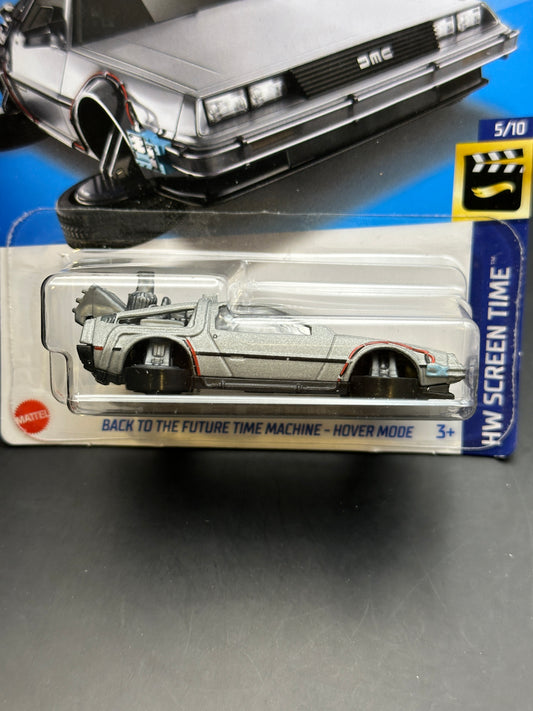 DMC
5/10
HW SCREEN TIME™
MATTEL
BACK TO THE FUTURE TIME MACHINE - HOVER MODE
3+